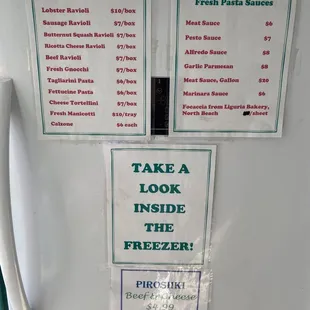 Lobster Ravioli $10/box
Sausage Ravioli $7/box
Butternut Squash Ravioli $7/box
Ricotta Cheese Ravioli $7/box
Beef Ravioli $7/box
Fresh Gnocchi $7/box
Tagliarini Pasta $6/box
Fettucine Pasta $6/box
Cheese Tortellini $7/box
Fresh Manicotti $10/tray
Calzone $6 each
Fresh Pasta Sauces
Meat Sauce $6
Pesto Sauce $7
Alfredo Sauce $8
Garlic Parmesan $8
Meat Sauce, Gallon $20
Marinara Sauce $6
Focaccia from Liguria Bakery,
North Beach /sheet
TAKE A
LOOK
INSIDE
THE
FREEZER!
PIROSHKI
Beef & Cheese
$4.99